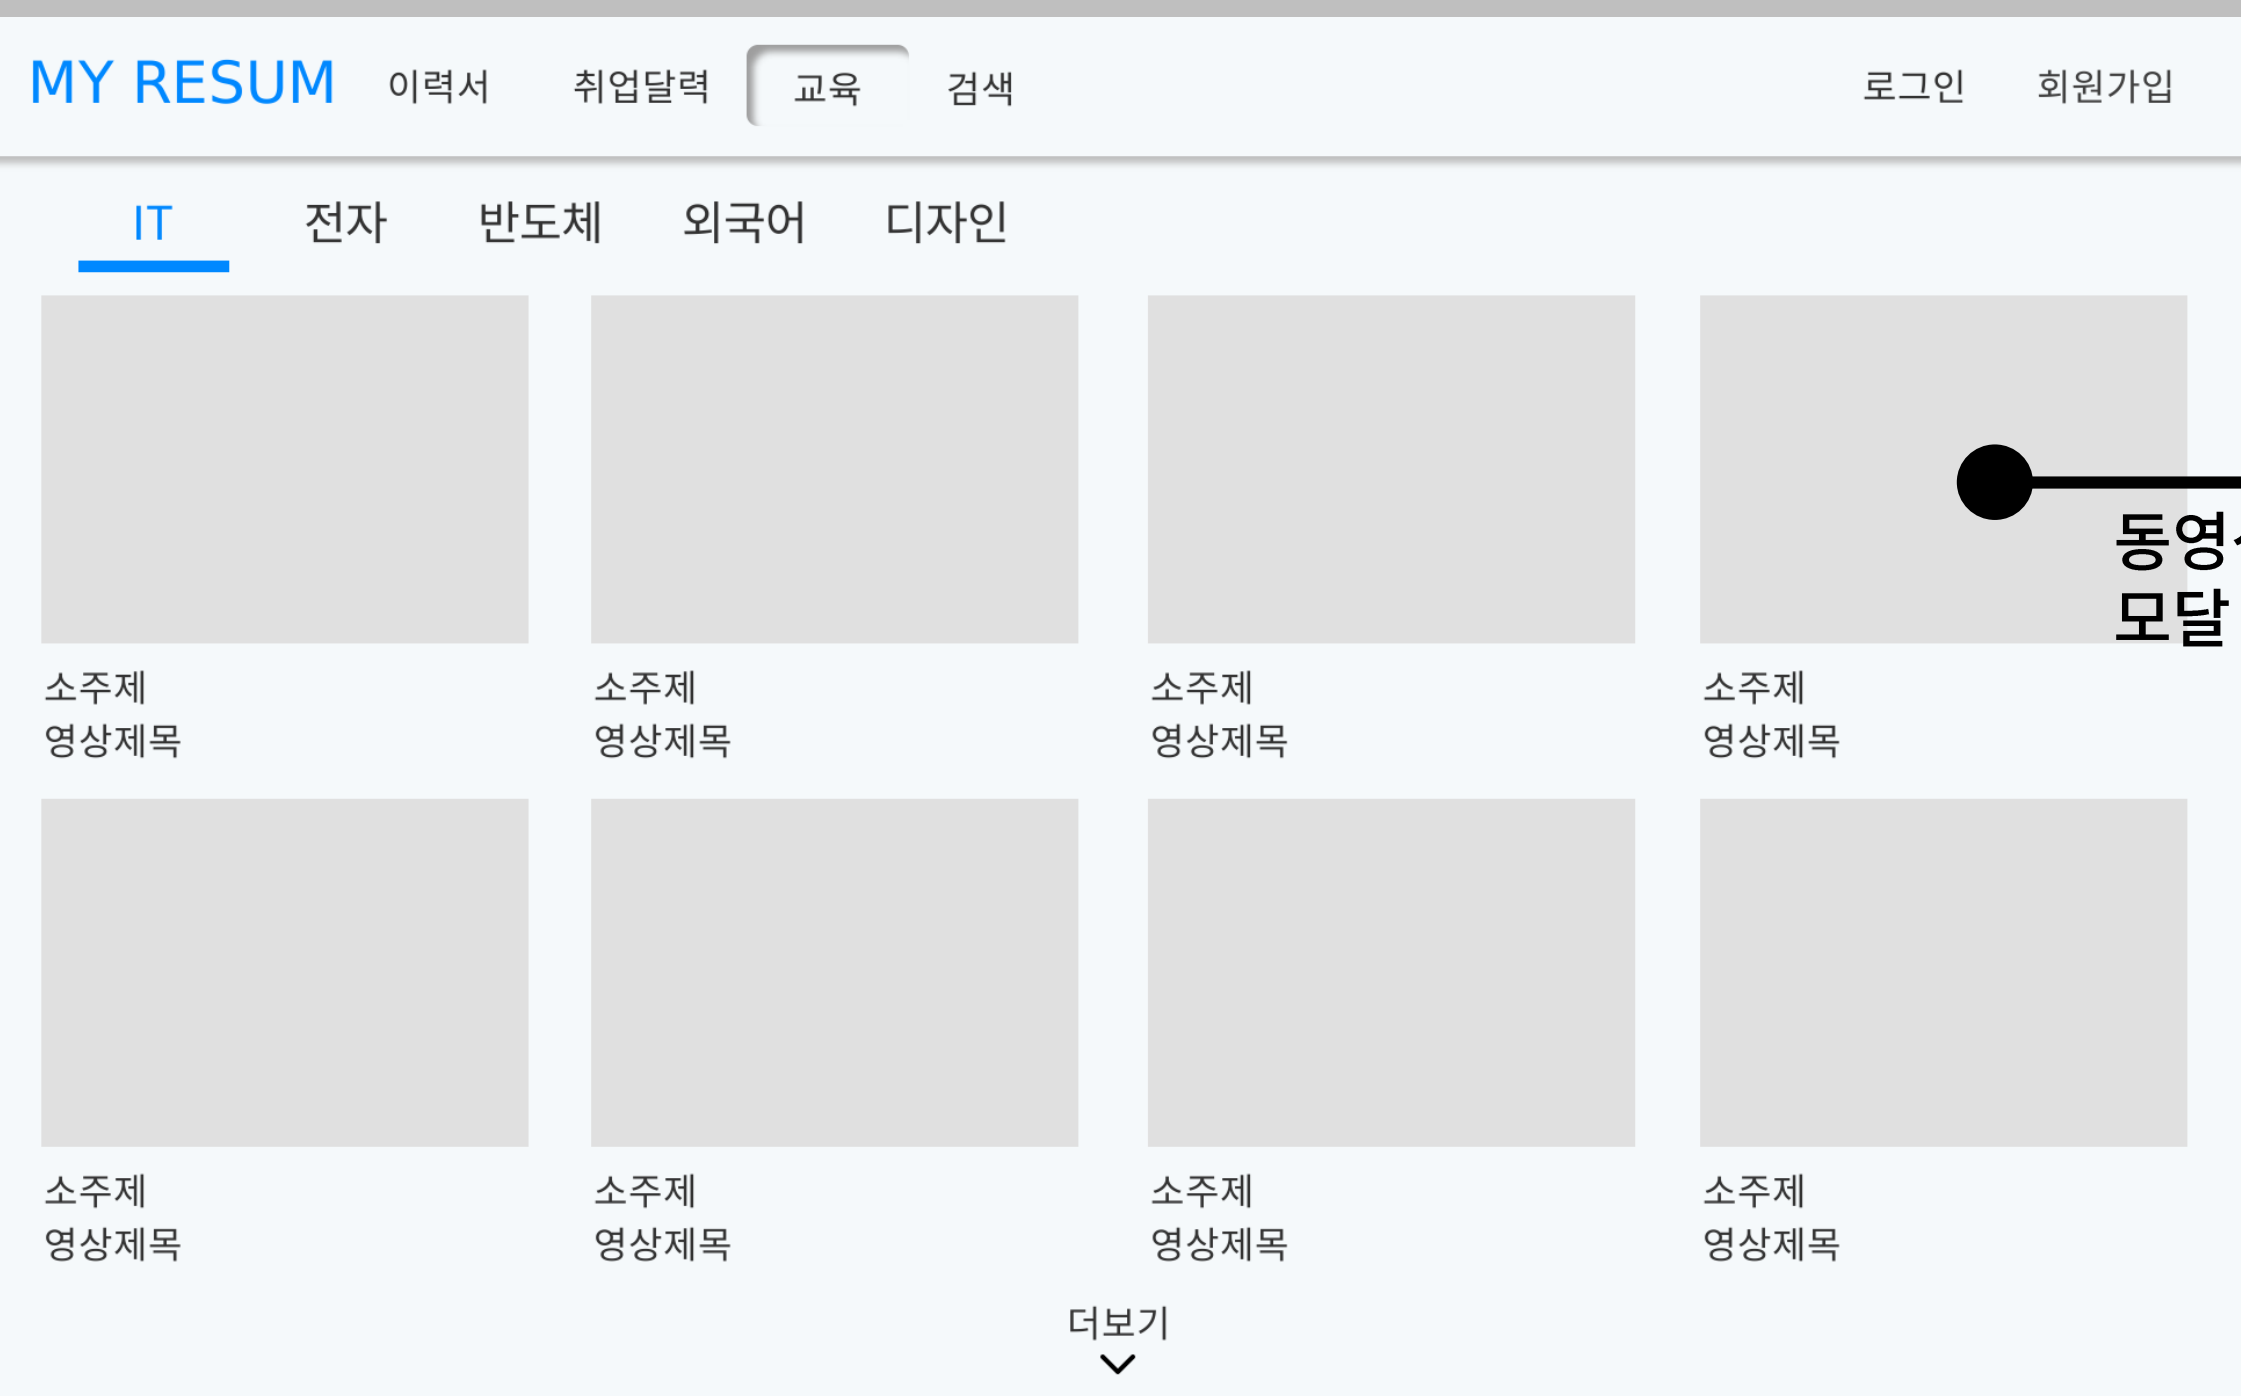 MY RESUM 이력서 취업달력 교육 검색 로그인 회원가입
IT 전자 반도체 외국어 디자인
동영
모달
소주제 소주제 소주제 소주제
영상제목 영상제목 영상제목 영상제목
소주제 소주제 소주제 소주제
영상제목 영상제목 영상제목 영상제목
더보기